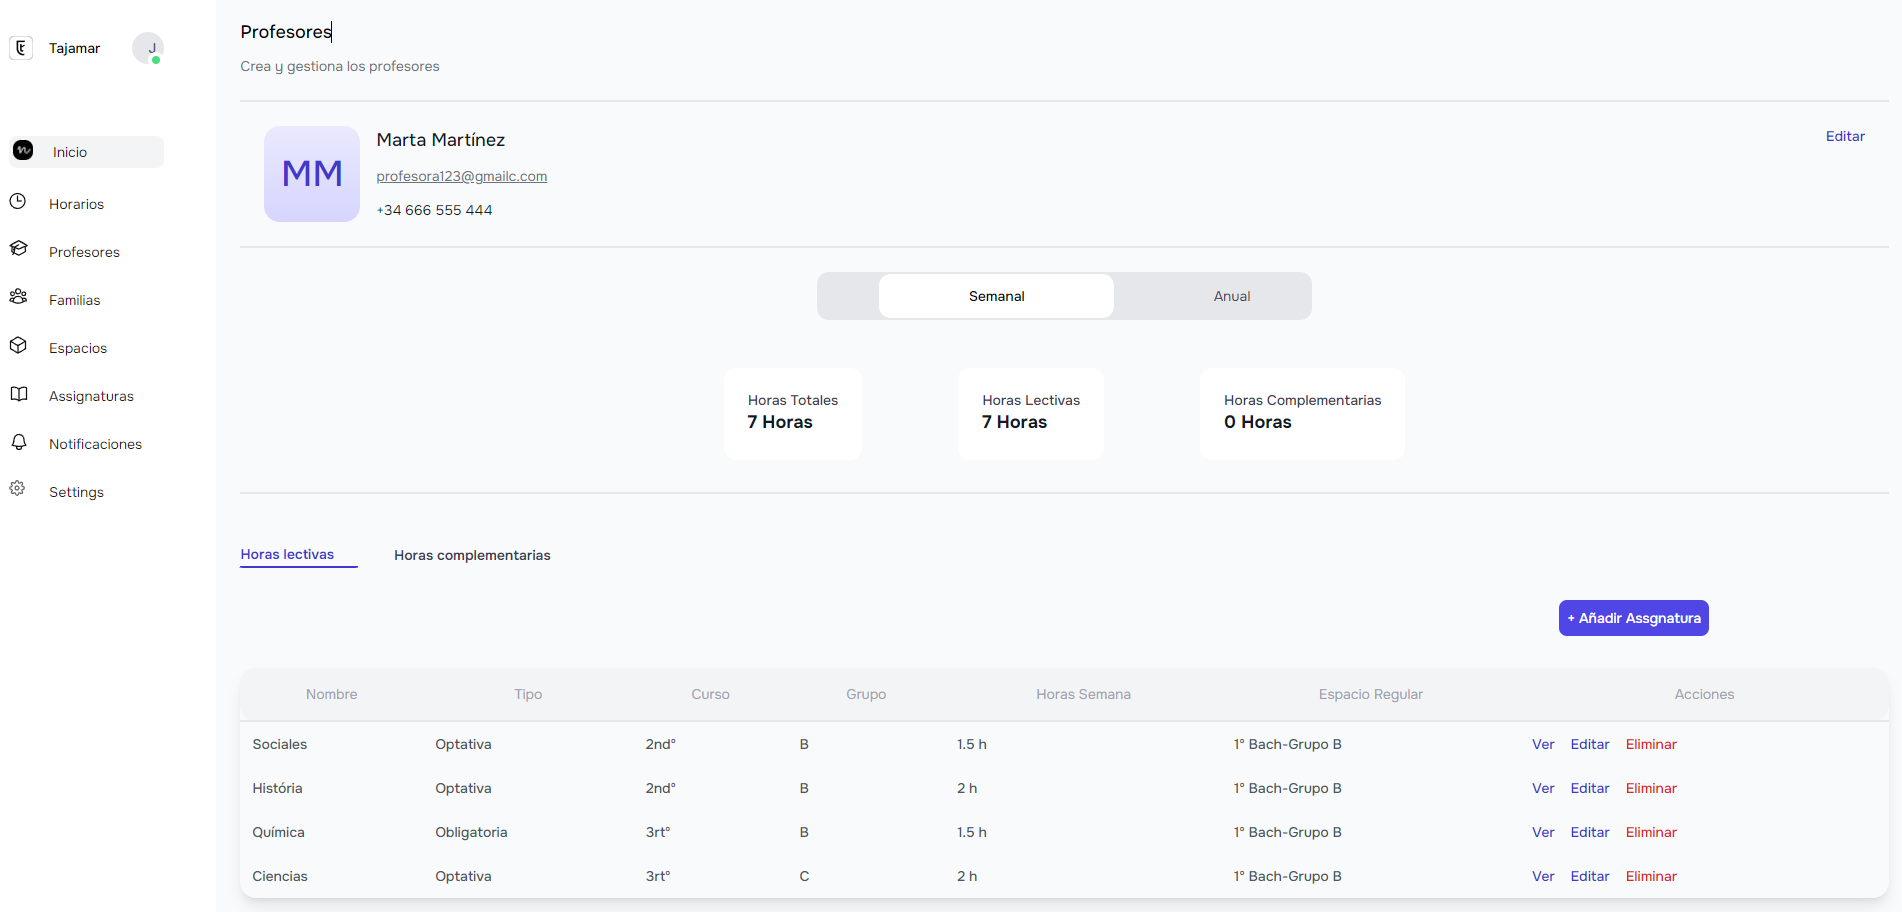 Tajamar
J
Inicio
Horarios
Profesores
Familias
Espacios
Assignaturas
Notificaciones
Settings
Profesores
Crea y gestiona los profesores
MM
Marta Martínez
profesora123@gmailc.com
+34 666 555 444
Editar
Semanal Anual
Horas Totales
7 Horas
Horas Lectivas
7 Horas
Horas Complementarias
0 Horas
Horas lectivas Horas complementarias
+ Añadir Assgnatura
Nombre Tipo Curso Grupo Horas Semana Espacio Regular Acciones
Sociales Optativa 2nd° B 1.5 h 1° Bach-Grupo B Ver Editar Eliminar
História Optativa 2nd° B 2 h 1° Bach-Grupo B Ver Editar Eliminar
Química Obligatoria 3rt° B 1.5 h 1° Bach-Grupo B Ver Editar Eliminar
Ciencias Optativa 3rt° C 2 h 1° Bach-Grupo B Ver Editar Eliminar